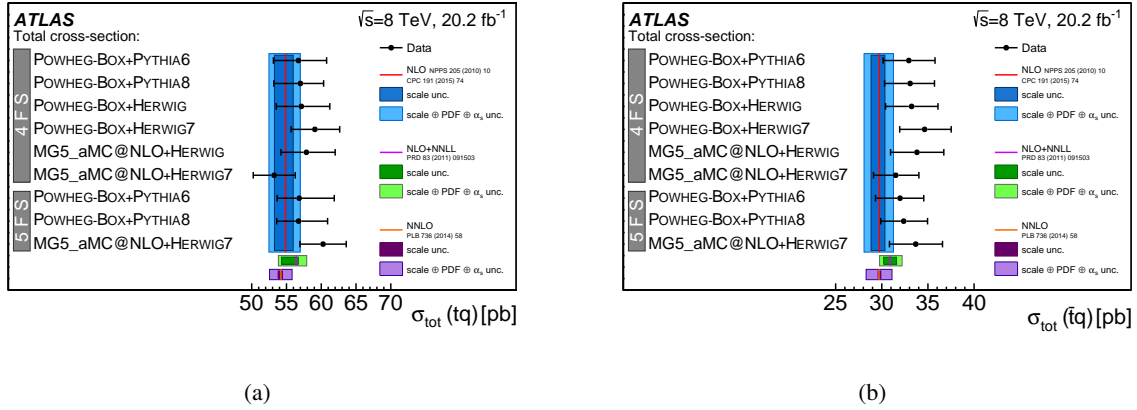 ATLAS
√s=8 TeV, 20.2 fb⁻¹
Total cross-section:
4FS
POWHEG-BOX+PYTHIA6
POWHEG-BOX+PYTHIA8
POWHEG-BOX+HERWIG
POWHEG-BOX+HERWIG7
MG5_aMC@NLO+HERWIG
MG5_aMC@NLO+HERWIG7
5FS
POWHEG-BOX+PYTHIA6
POWHEG-BOX+PYTHIA8
MG5_aMC@NLO+HERWIG7
Data
NLO NPPS 205 (2010) 10
CPC 191 (2015) 74
scale unc.
scale ⊕ PDF ⊕ αs unc.
NLO+NNLL
PRD 83 (2011) 091503
scale unc.
scale ⊕ PDF ⊕ αs unc.
NNLO
PLB 736 (2014) 58
scale unc.
scale ⊕ PDF ⊕ αs unc.
50 55 60 65 70
σtot (tq) [pb]
(a)
ATLAS
√s=8 TeV, 20.2 fb⁻¹
Total cross-section:
4FS
POWHEG-BOX+PYTHIA6
POWHEG-BOX+PYTHIA8
POWHEG-BOX+HERWIG
POWHEG-BOX+HERWIG7
MG5_aMC@NLO+HERWIG
MG5_aMC@NLO+HERWIG7
5FS
POWHEG-BOX+PYTHIA6
POWHEG-BOX+PYTHIA8
MG5_aMC@NLO+HERWIG7
Data
NLO NPPS 205 (2010) 10
CPC 191 (2015) 74
scale unc.
scale ⊕ PDF ⊕ αs unc.
NLO+NNLL
PRD 83 (2011) 091503
scale unc.
scale ⊕ PDF ⊕ αs unc.
NNLO
PLB 736 (2014) 58
scale unc.
scale ⊕ PDF ⊕ αs unc.
25 30 35 40
σtot (t̄q) [pb]
(b)